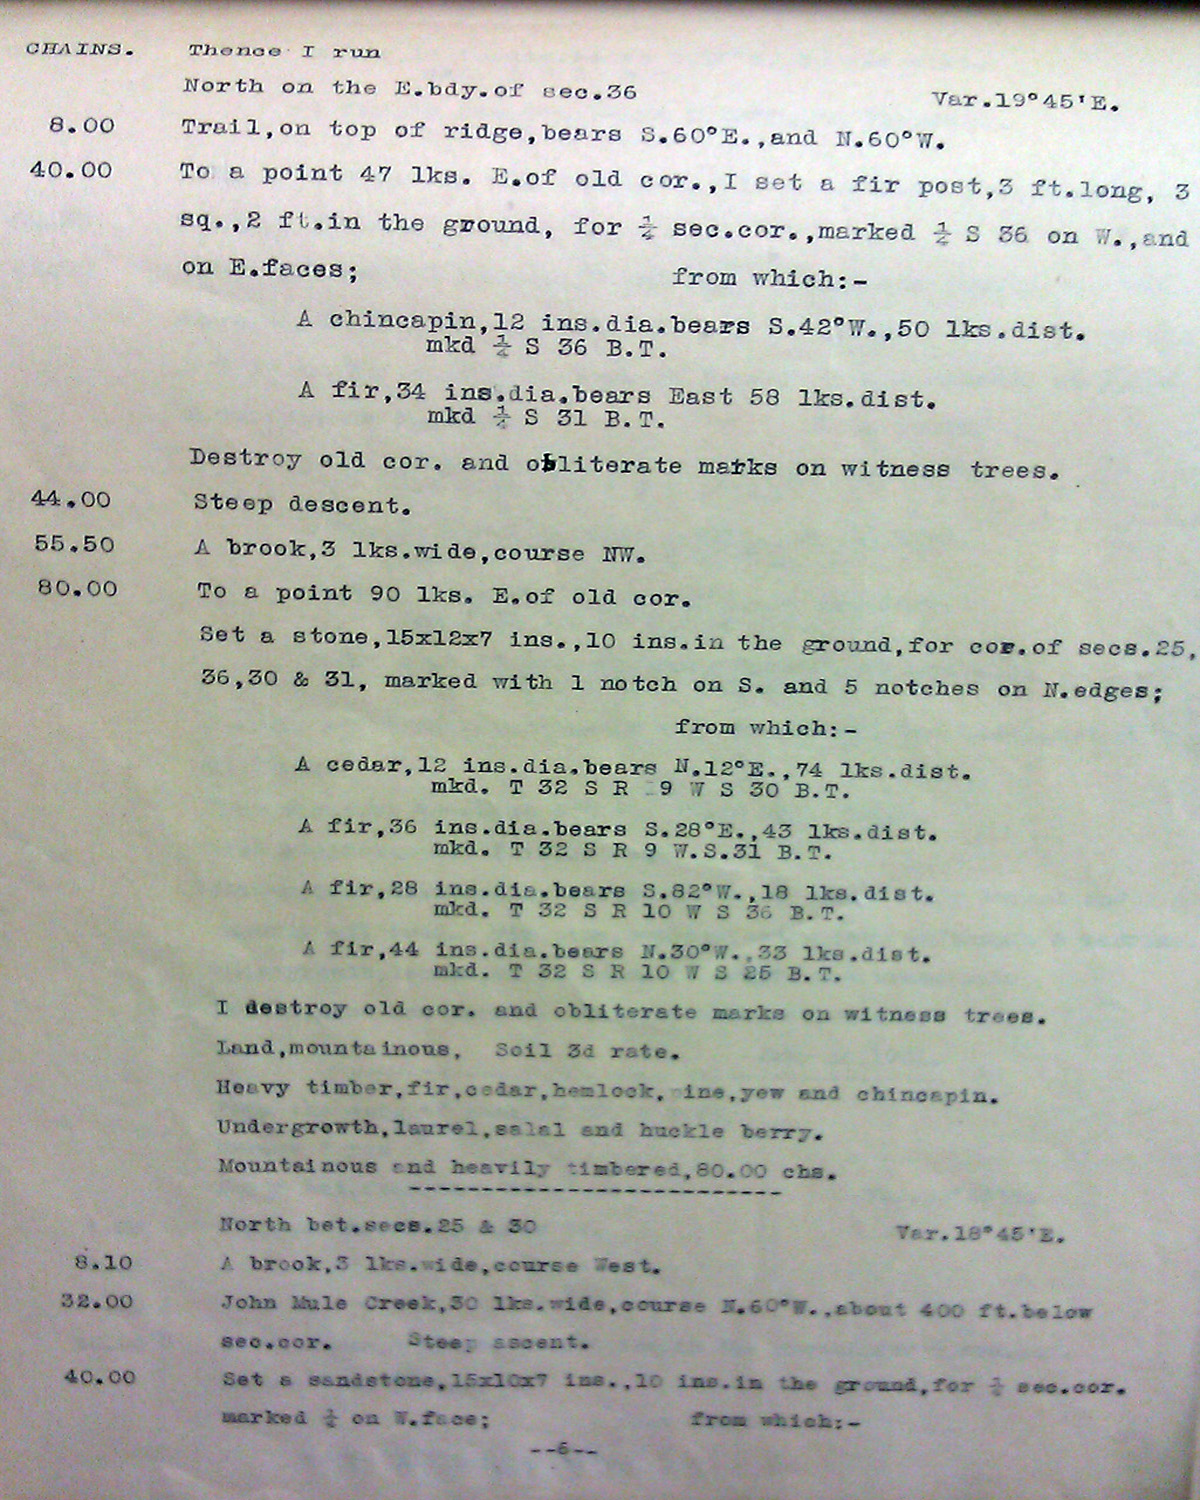 CHAINS. Thence I run
North on the E.bdy.of sec.36 Var.19°45'E.
8.00 Trail,on top of ridge,bears S.60°E.,and N.60°W.
40.00 To a point 47 lks. E.of old cor.,I set a fir post,3 ft.long, 3
sq.,2 ft.in the ground, for ¼ sec.cor.,marked ¼ S 36 on W.,and
on E.faces; from which:-
A chincapin,12 ins.dia.bears S.42°W.,50 lks.dist.
mkd ¼ S 36 B.T.
A fir,34 ins.dia.bears East 58 lks.dist.
mkd ¼ S 31 B.T.
Destroy old cor. and obliterate marks on witness trees.
44.00 Steep descent.
55.50 A brook,3 lks.wide,course NW.
80.00 To a point 90 lks. E.of old cor.
Set a stone,15x12x7 ins.,10 ins.in the ground,for cor.of secs.25,
36,30 & 31, marked with 1 notch on S. and 5 notches on N.edges;
from which:-
A cedar,12 ins.dia.bears N.12°E.,74 lks.dist.
mkd. T 32 S R 9 W S 30 B.T.
A fir,36 ins.dia.bears S.28°E.,43 lks.dist.
mkd. T 32 S R 9 W.S.31 B.T.
A fir,28 ins.dia.bears S.82°W.,18 lks.dist.
mkd. T 32 S R 10 W S 36 B.T.
A fir,44 ins.dia.bears N.30°W.,33 lks.dist.
mkd. T 32 S R 10 W S 25 B.T.
I destroy old cor. and obliterate marks on witness trees.
Land,mountainous, Soil 3d rate.
Heavy timber,fir,cedar,hemlock, ine,yew and chincapin.
Undergrowth,laurel,salal and huckle berry.
Mountainous and heavily timbered,80.00 chs.
--------------------------
North bet.secs.25 & 30 Var.18°45'E.
8.10 A brook,3 lks.wide,course West.
32.00 John Mule Creek,30 lks.wide,course N.60°W.,about 400 ft.below
sec.cor. Steep ascent.
40.00 Set a sandstone,15x10x7 ins.,10 ins.in the ground,for ¼ sec.cor.
marked ¼ on W.face; from which:-
--6--